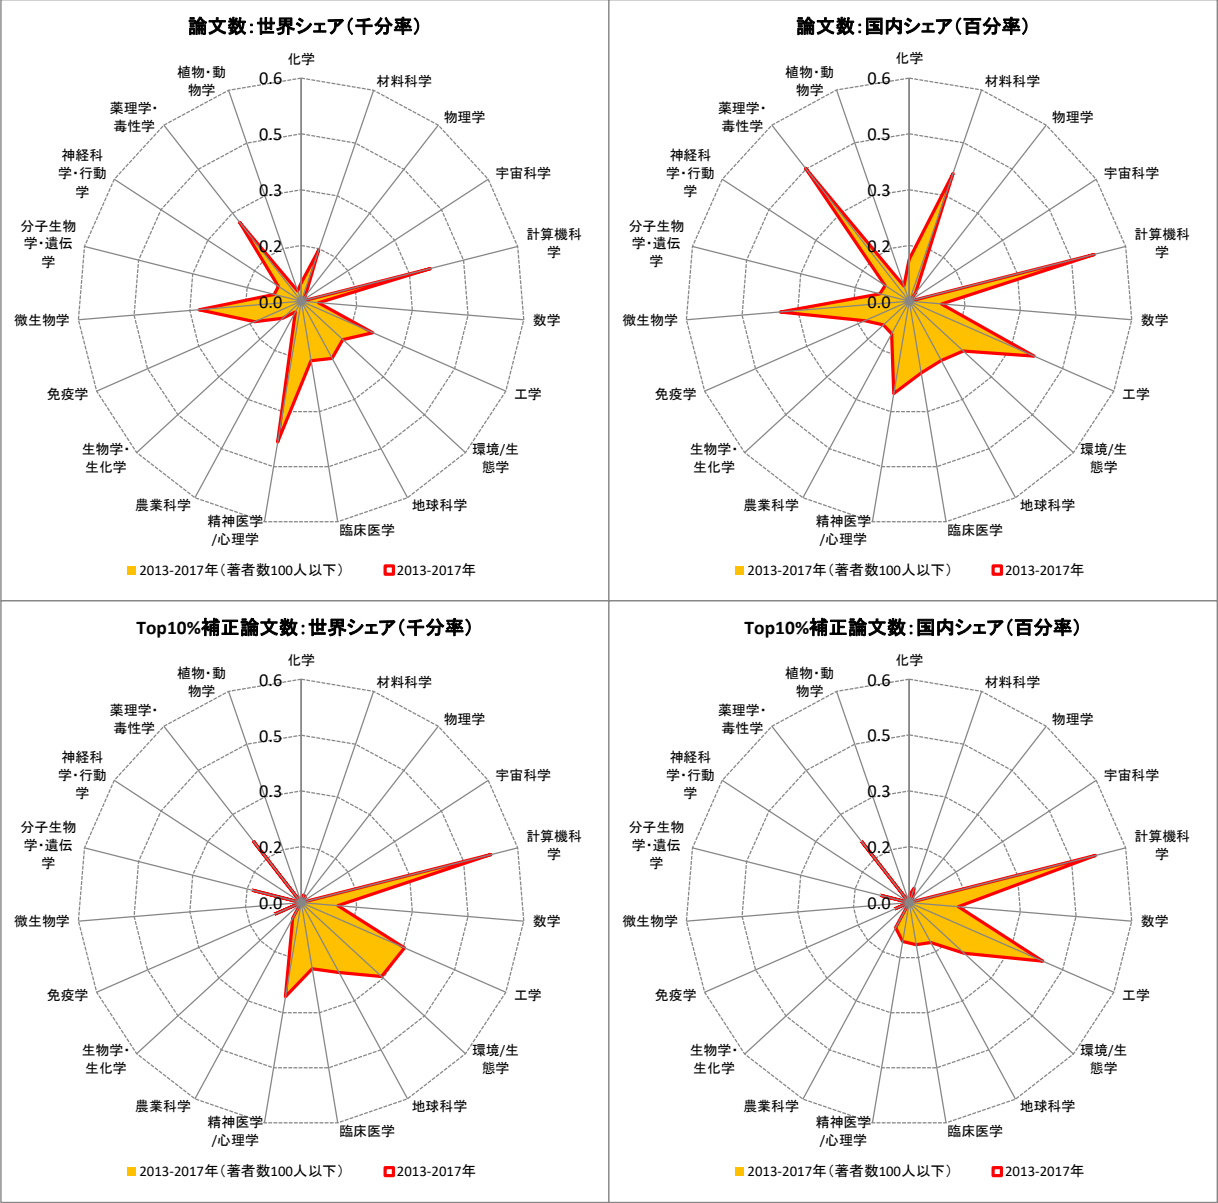 論文数：世界シェア（千分率）
化学
材料科学
物理学
宇宙科学
計算機科
学
数学
工学
環境/生
態学
地球科学
臨床医学
精神医学
/心理学
農業科学
生物学・
生化学
免疫学
微生物学
分子生物
学・遺伝
学
神経科
学・行動
学
薬理学・
毒性学
植物・動
物学
0.6
0.5
0.3
0.2
0.0
2013-2017年（著者数100人以下）
2013-2017年
論文数：国内シェア（百分率）
化学
材料科学
物理学
宇宙科学
計算機科
学
数学
工学
環境/生
態学
地球科学
臨床医学
精神医学
/心理学
農業科学
生物学・
生化学
免疫学
微生物学
分子生物
学・遺伝
学
神経科
学・行動
学
薬理学・
毒性学
植物・動
物学
0.6
0.5
0.3
0.2
0.0
2013-2017年（著者数100人以下）
2013-2017年
Top10%補正論文数：世界シェア（千分率）
化学
材料科学
物理学
宇宙科学
計算機科
学
数学
工学
環境/生
態学
地球科学
臨床医学
精神医学
/心理学
農業科学
生物学・
生化学
免疫学
微生物学
分子生物
学・遺伝
学
神経科
学・行動
学
薬理学・
毒性学
植物・動
物学
0.6
0.5
0.3
0.2
0.0
2013-2017年（著者数100人以下）
2013-2017年
Top10%補正論文数：国内シェア（百分率）
化学
材料科学
物理学
宇宙科学
計算機科
学
数学
工学
環境/生
態学
地球科学
臨床医学
精神医学
/心理学
農業科学
生物学・
生化学
免疫学
微生物学
分子生物
学・遺伝
学
神経科
学・行動
学
薬理学・
毒性学
植物・動
物学
0.6
0.5
0.3
0.2
0.0
2013-2017年（著者数100人以下）
2013-2017年